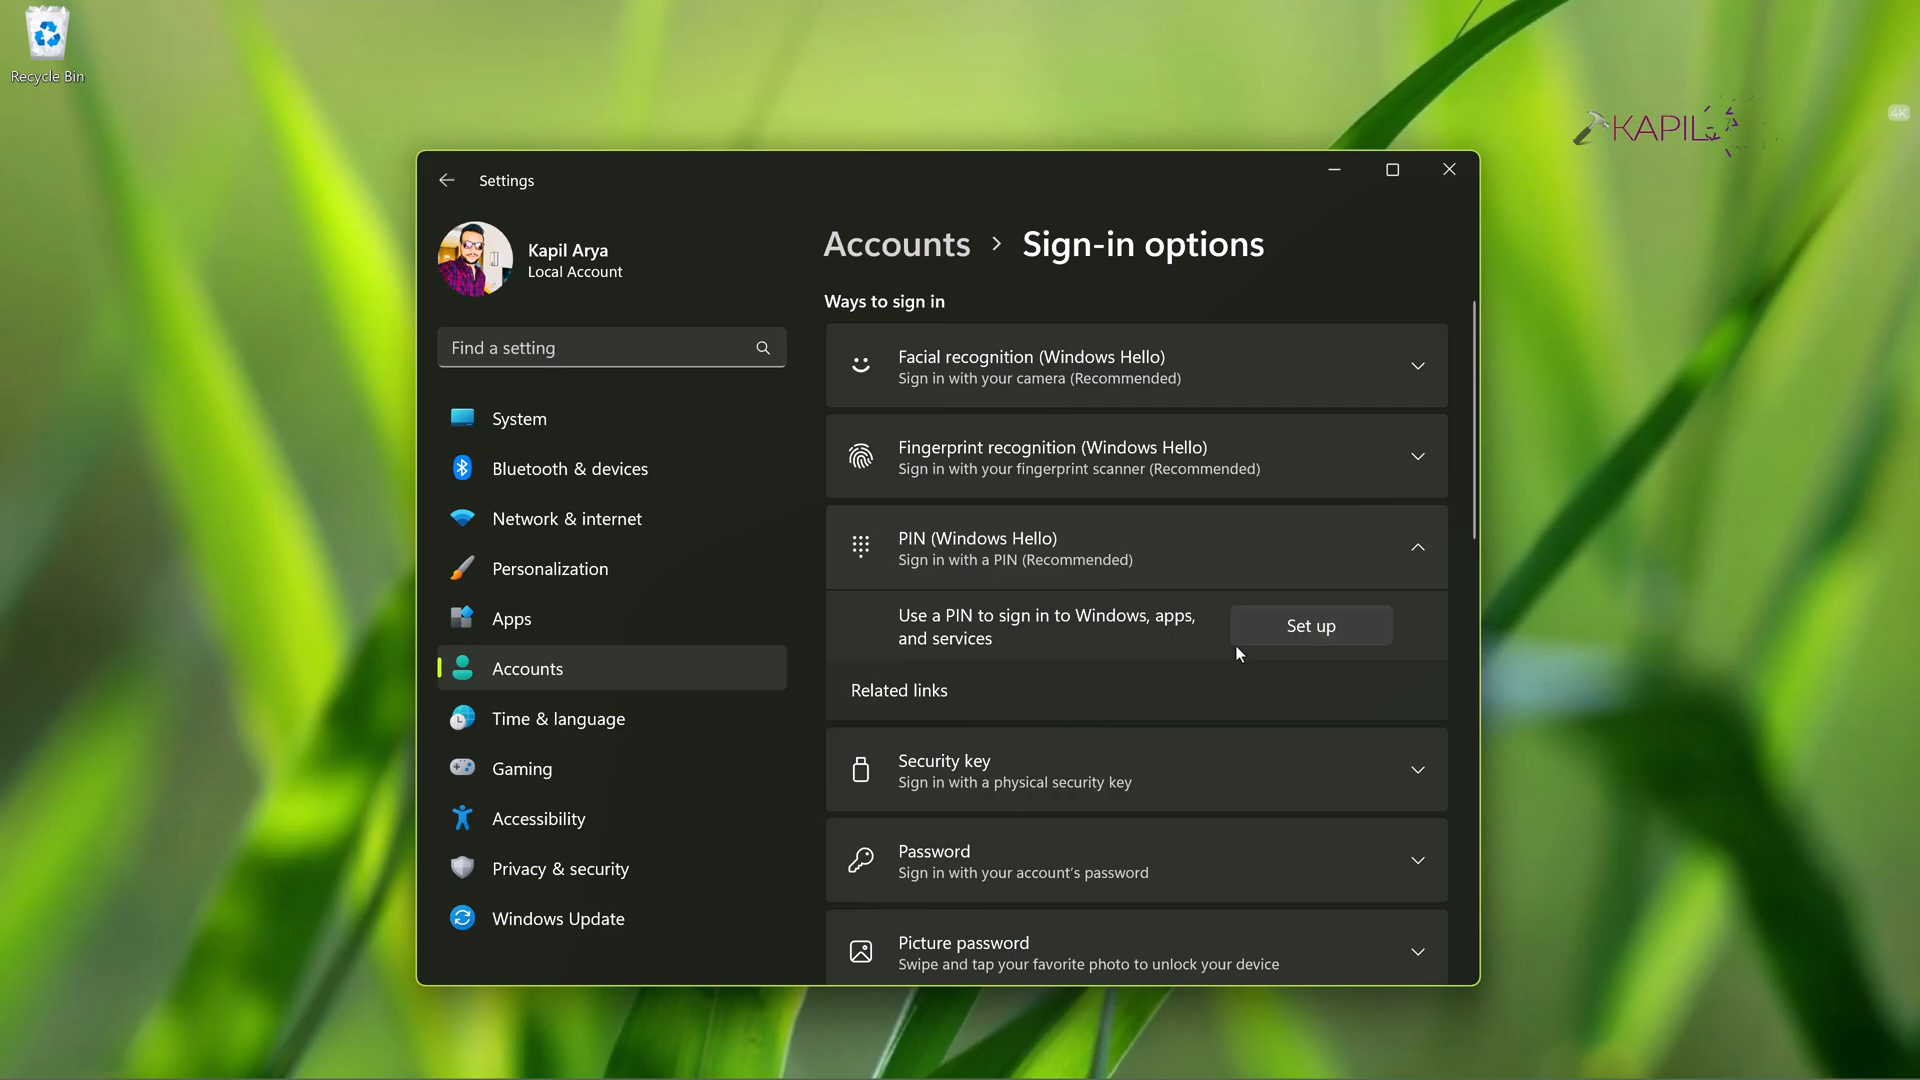 Recycle Bin
KAPIL
4K
Settings
Kapil Arya
Local Account
Find a setting
System
Bluetooth & devices
Network & internet
Personalization
Apps
Accounts
Time & language
Gaming
Accessibility
Privacy & security
Windows Update
Accounts > Sign-in options
Ways to sign in
Facial recognition (Windows Hello)
Sign in with your camera (Recommended)
Fingerprint recognition (Windows Hello)
Sign in with your fingerprint scanner (Recommended)
PIN (Windows Hello)
Sign in with a PIN (Recommended)
Use a PIN to sign in to Windows, apps,
and services
Set up
Related links
Security key
Sign in with a physical security key
Password
Sign in with your account's password
Picture password
Swipe and tap your favorite photo to unlock your device